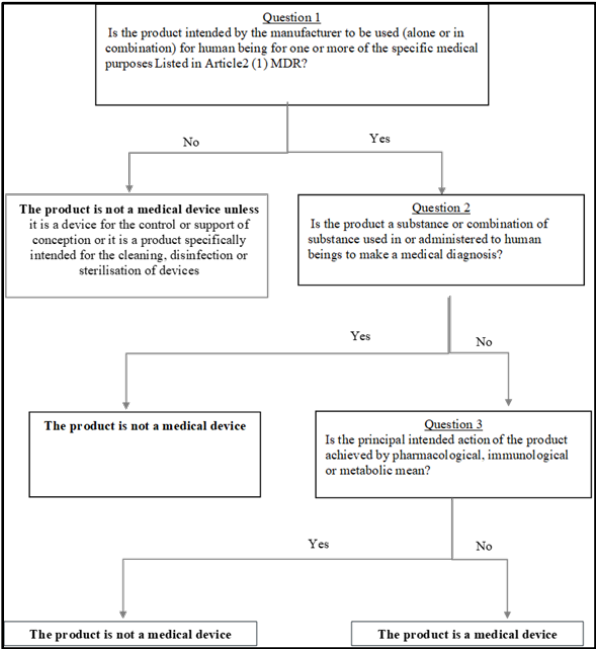 Question 1
Is the product intended by the manufacturer to be used (alone or in
combination) for human being for one or more of the specific medical
purposes Listed in Article2 (1) MDR?
No
Yes
The product is not a medical device unless
it is a device for the control or support of
conception or it is a product specifically
intended for the cleaning, disinfection or
sterilisation of devices
Question 2
Is the product a substance or combination of
substance used in or administered to human
beings to make a medical diagnosis?
Yes
No
The product is not a medical device
Question 3
Is the principal intended action of the product
achieved by pharmacological, immunological
or metabolic mean?
Yes
No
The product is not a medical device
The product is a medical device